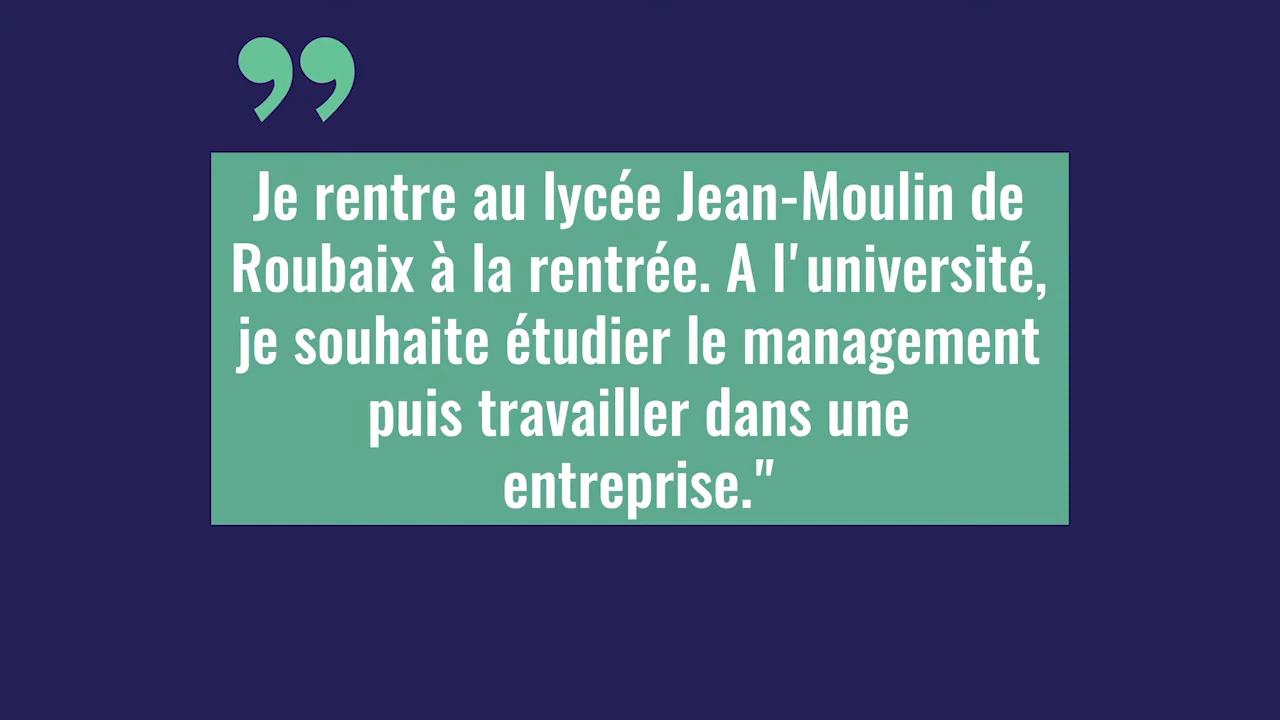 ”
Je rentre au lycée Jean-Moulin de
Roubaix à la rentrée. A l'université,
je souhaite étudier le management
puis travailler dans une
entreprise."